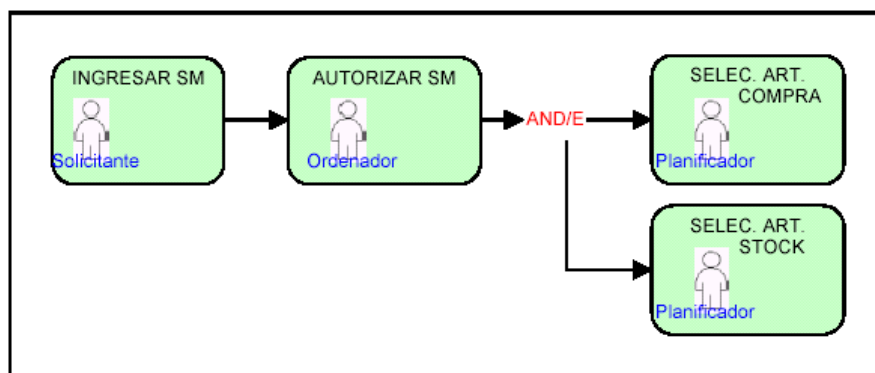 INGRESAR SM
Solicitante
AUTORIZAR SM
Ordenador
AND/E
SELEC. ART.
COMPRA
Planificador
SELEC. ART.
STOCK
Planificador